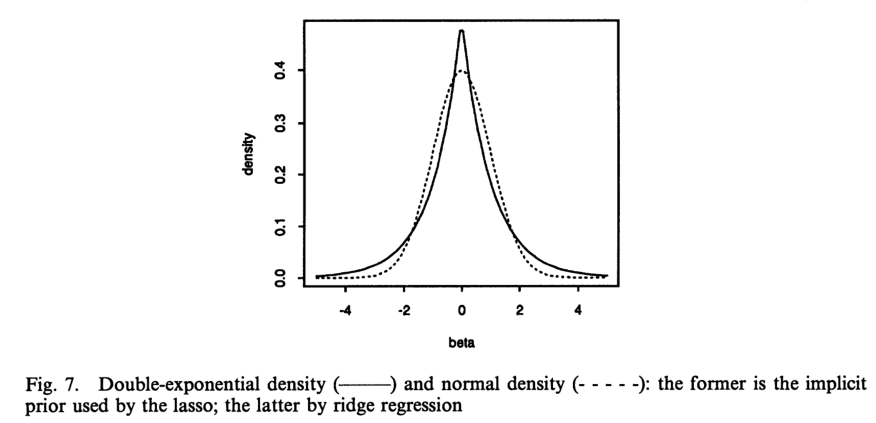 0.4
0.3
0.2
0.1
0.0
density
-4 -2 0 2 4
beta
Fig. 7. Double-exponential density (———) and normal density (- - - - -): the former is the implicit
prior used by the lasso; the latter by ridge regression